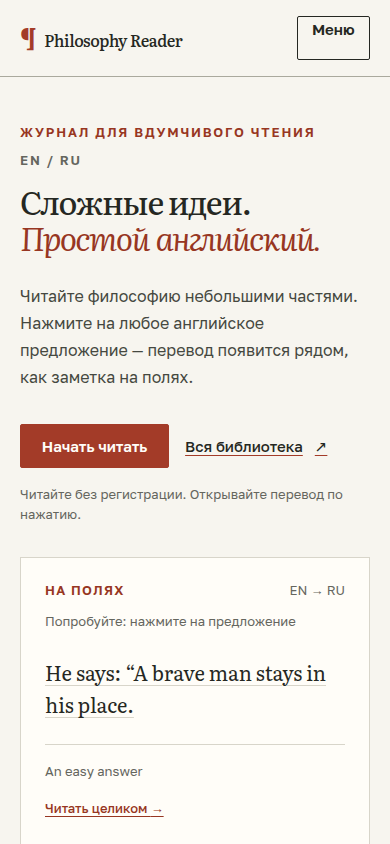 ¶ Philosophy Reader
Меню
ЖУРНАЛ ДЛЯ ВДУМЧИВОГО ЧТЕНИЯ
EN / RU
Сложные идеи.
Простой английский.
Читайте философию небольшими частями.
Нажмите на любое английское
предложение — перевод появится рядом,
как заметка на полях.
Начать читать
Вся библиотека ↗
Читайте без регистрации. Открывайте перевод по
нажатию.
НА ПОЛЯХ
EN → RU
Попробуйте: нажмите на предложение
He says: “A brave man stays in
his place.
An easy answer
Читать целиком →